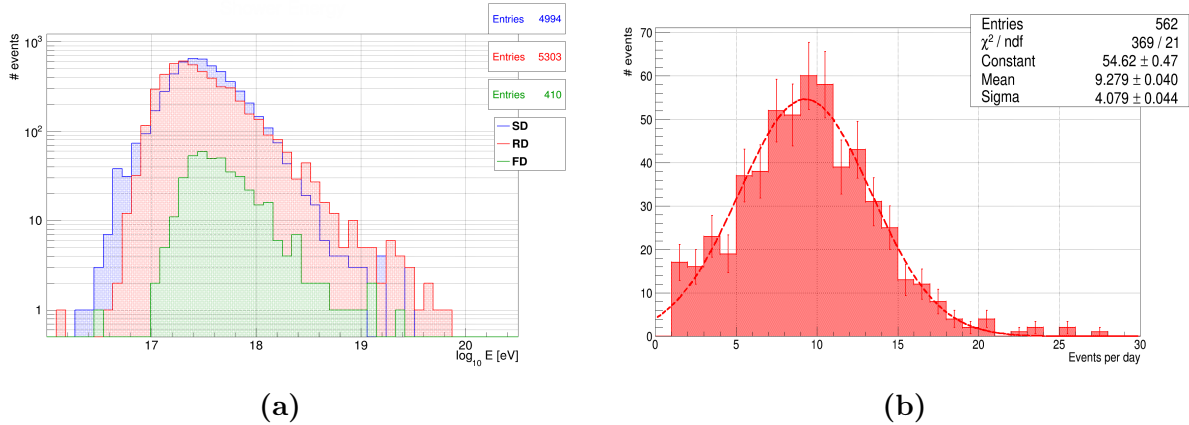 Entries 4994
Entries 5303
Entries 410
SD
RD
FD
# events
10³
10²
10
1
17
18
19
20
log₁₀ E [eV]
(a)
Entries 562
χ² / ndf 369 / 21
Constant 54.62 ± 0.47
Mean 9.279 ± 0.040
Sigma 4.079 ± 0.044
# events
70
60
50
40
30
20
10
0
0 5 10 15 20 25 30
Events per day
(b)